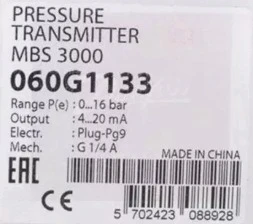 PRESSURE
TRANSMITTER
MBS 3000
060G1133
Range P(e) : 0...16 bar
Output : 4...20 mA
Electr. : Plug-Pg9
Mech. : G 1/4 A
MADE IN CHINA
EAC
CE
5 702423 088928